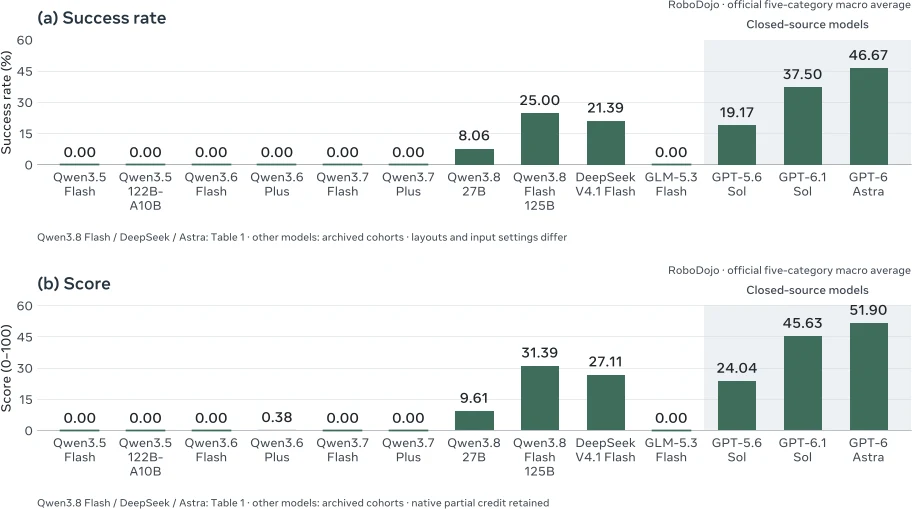 RoboDojo · official five-category macro average
(a) Success rate
Closed-source models
Success rate (%)
60
45
30
15
0
0.00 0.00 0.00 0.00 0.00 0.00 8.06 25.00 21.39 0.00 19.17 37.50 46.67
Qwen3.5 Qwen3.5 Qwen3.6 Qwen3.6 Qwen3.7 Qwen3.7 Qwen3.8 Qwen3.8 DeepSeek GLM-5.3 GPT-5.6 GPT-6.1 GPT-6
Flash 122B- Flash Plus Flash Plus 27B Flash V4.1 Flash Flash Sol Sol Astra
A10B 125B
Qwen3.8 Flash / DeepSeek / Astra: Table 1 · other models: archived cohorts · layouts and input settings differ
RoboDojo · official five-category macro average
(b) Score
Closed-source models
Score (0–100)
60
45
30
15
0
0.00 0.00 0.00 0.38 0.00 0.00 9.61 31.39 27.11 0.00 24.04 45.63 51.90
Qwen3.5 Qwen3.5 Qwen3.6 Qwen3.6 Qwen3.7 Qwen3.7 Qwen3.8 Qwen3.8 DeepSeek GLM-5.3 GPT-5.6 GPT-6.1 GPT-6
Flash 122B- Flash Plus Flash Plus 27B Flash V4.1 Flash Flash Sol Sol Astra
A10B 125B
Qwen3.8 Flash / DeepSeek / Astra: Table 1 · other models: archived cohorts · native partial credit retained